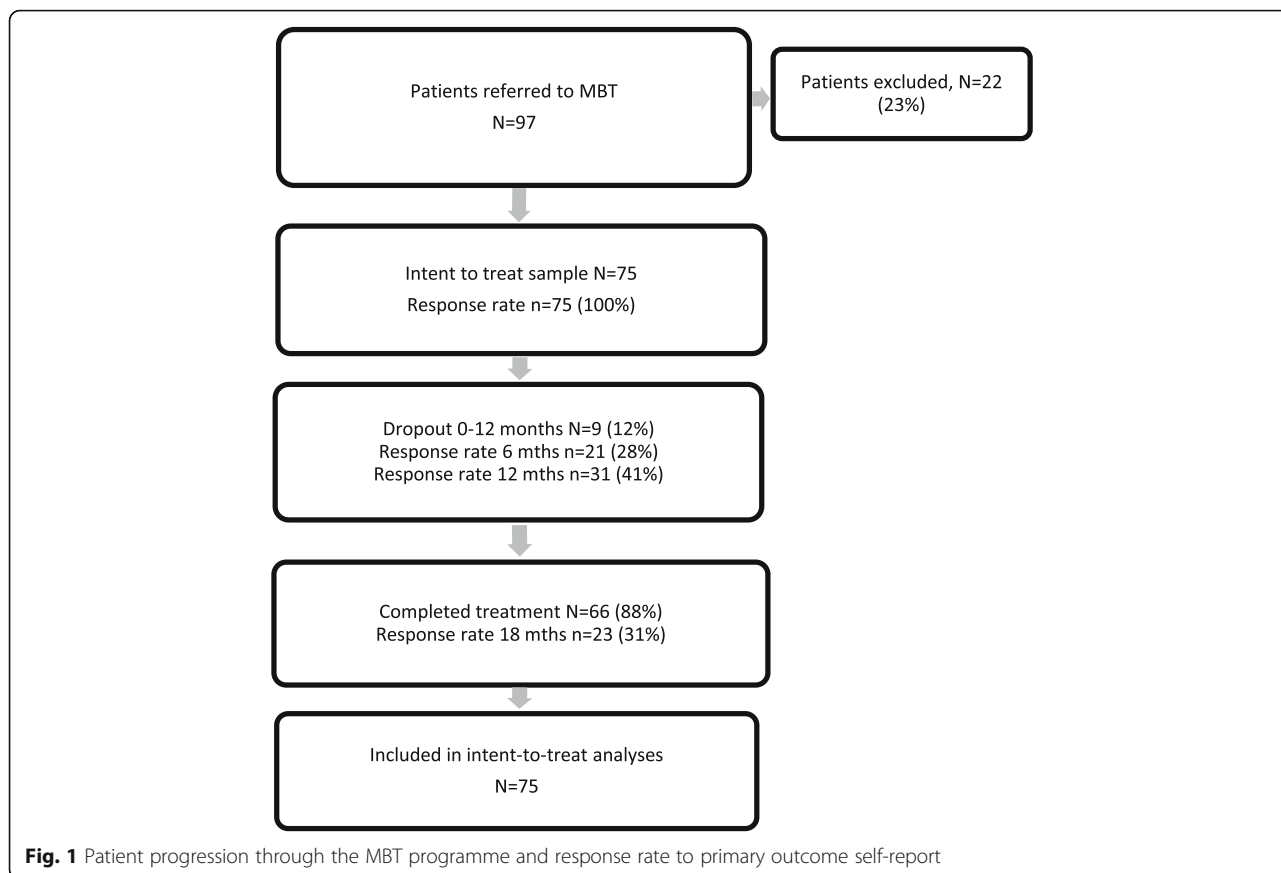 Patients referred to MBT
N=97
Patients excluded, N=22
(23%)
Intent to treat sample N=75
Response rate n=75 (100%)
Dropout 0-12 months N=9 (12%)
Response rate 6 mths n=21 (28%)
Response rate 12 mths n=31 (41%)
Completed treatment N=66 (88%)
Response rate 18 mths n=23 (31%)
Included in intent-to-treat analyses
N=75
Fig. 1 Patient progression through the MBT programme and response rate to primary outcome self-report